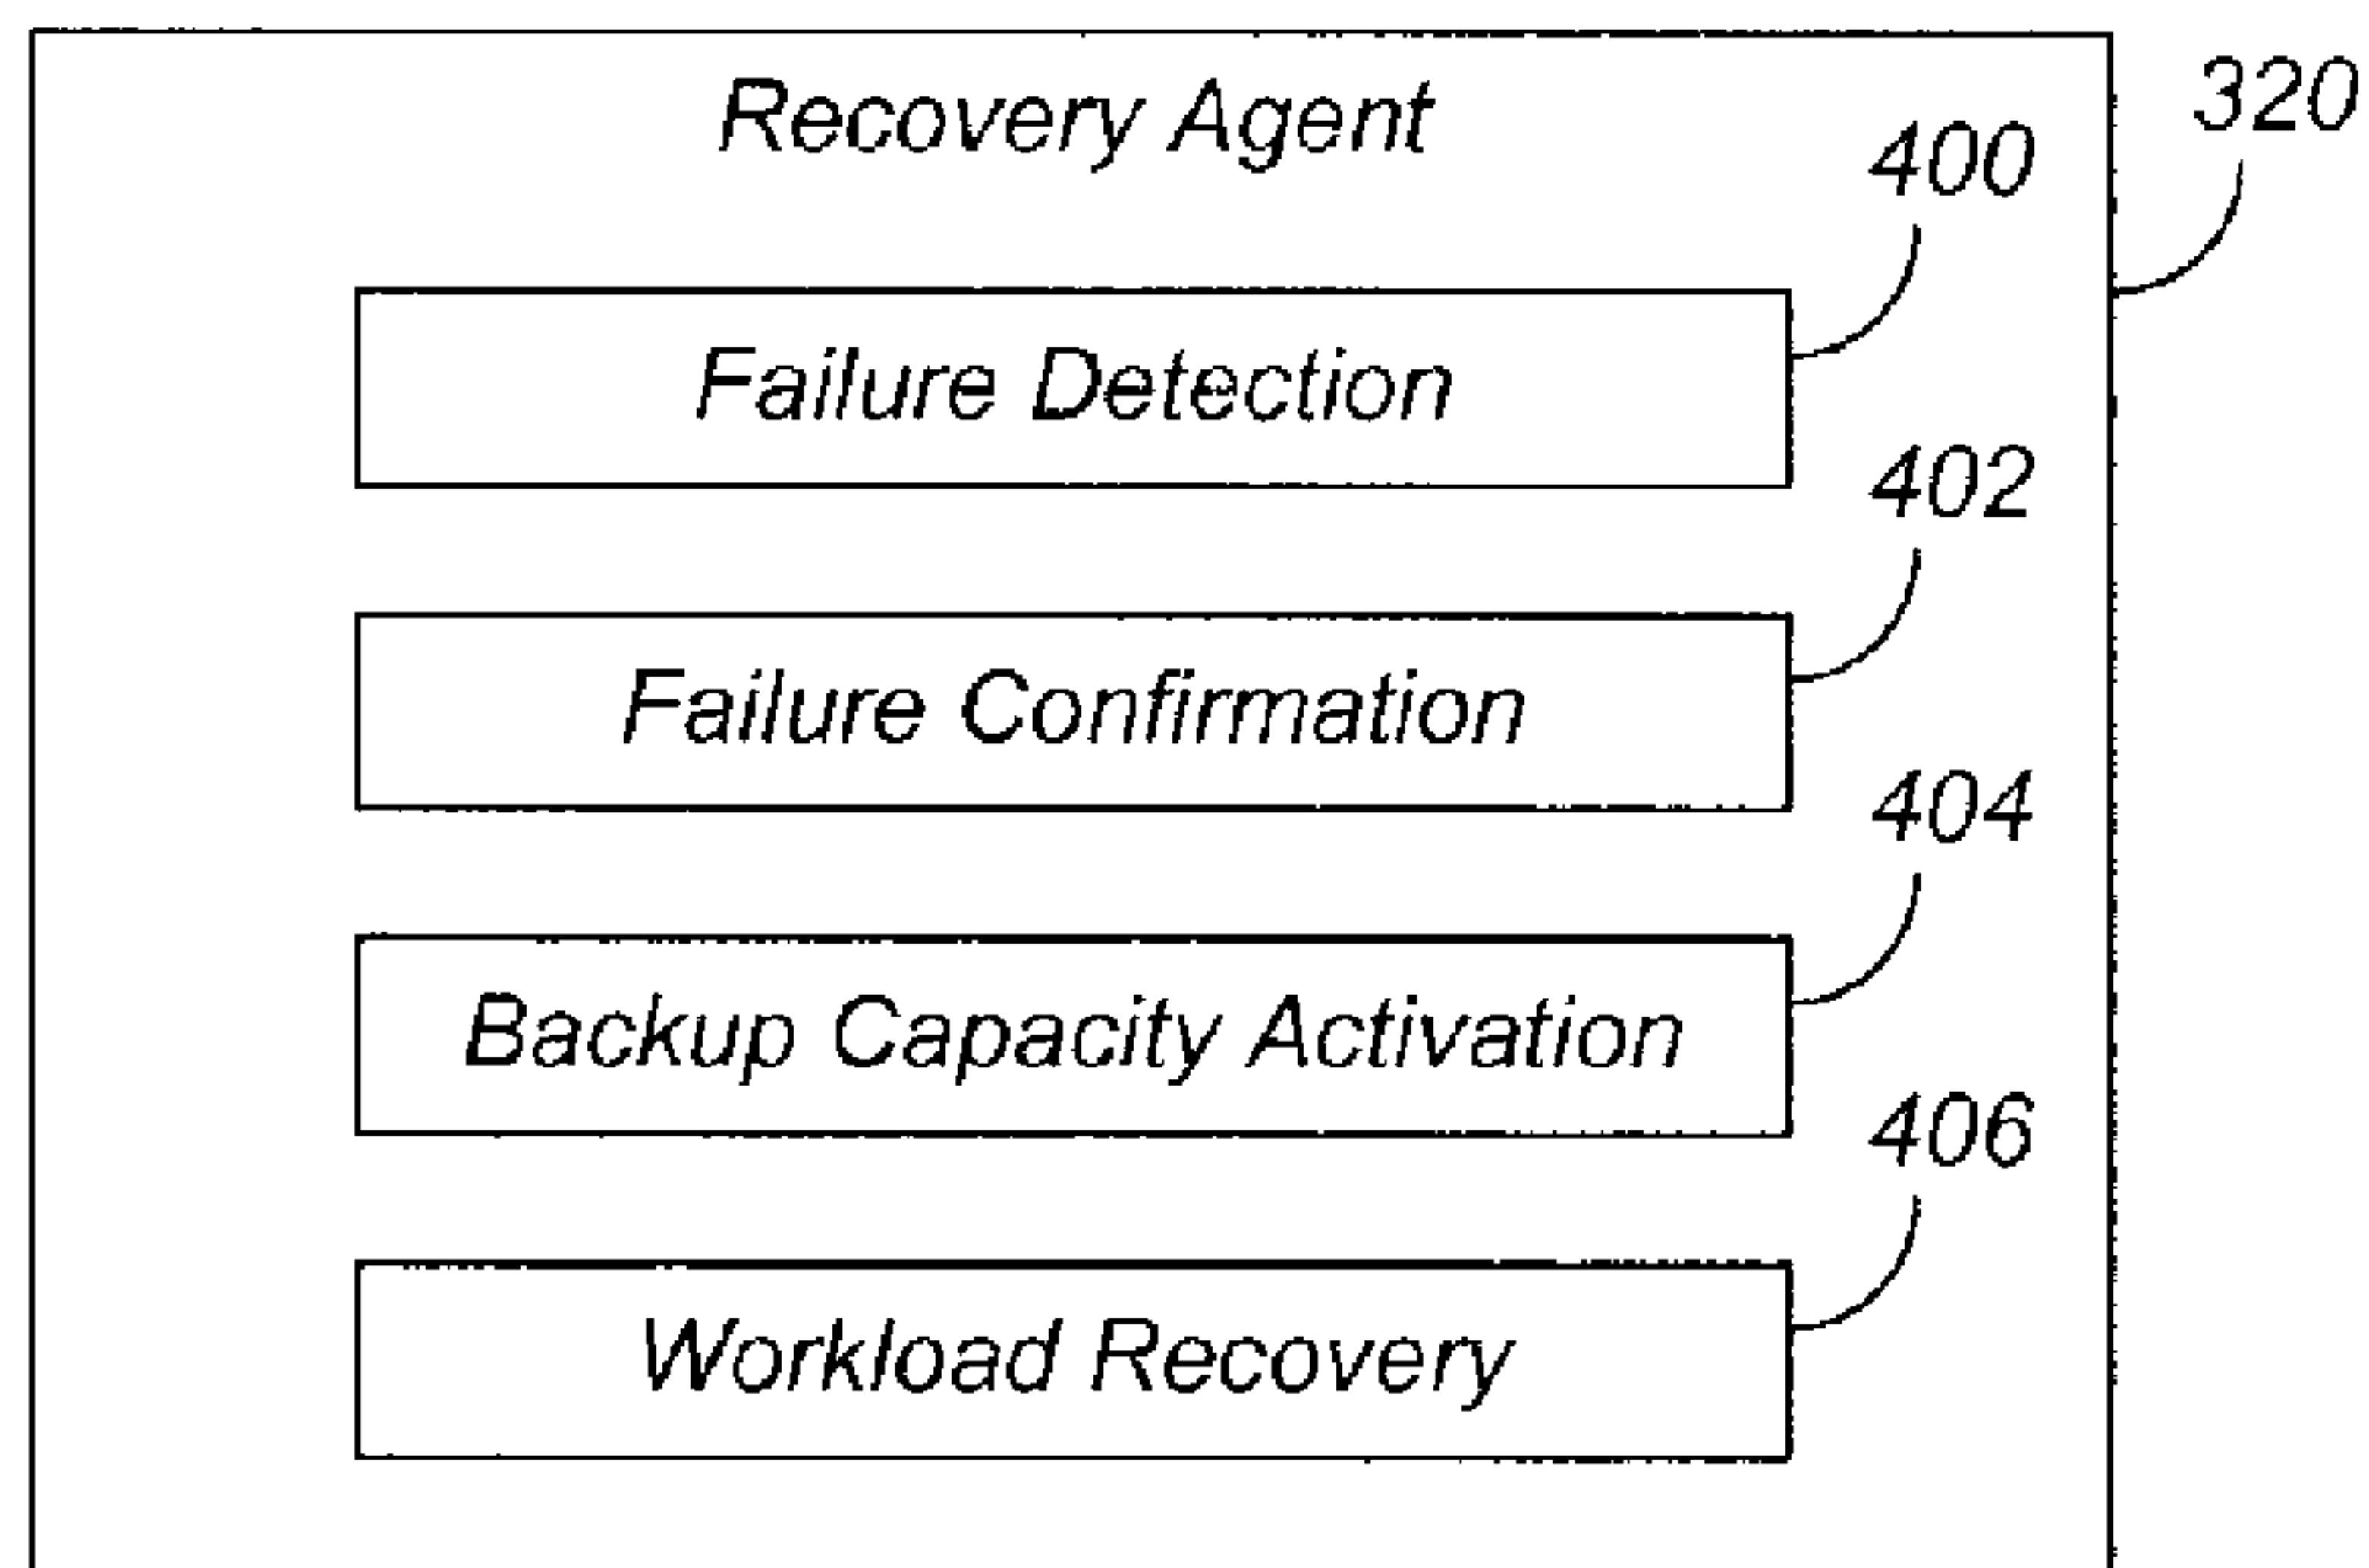 Recovery Agent
320
400
Failure Detection
402
Failure Confirmation
404
Backup Capacity Activation
406
Workload Recovery